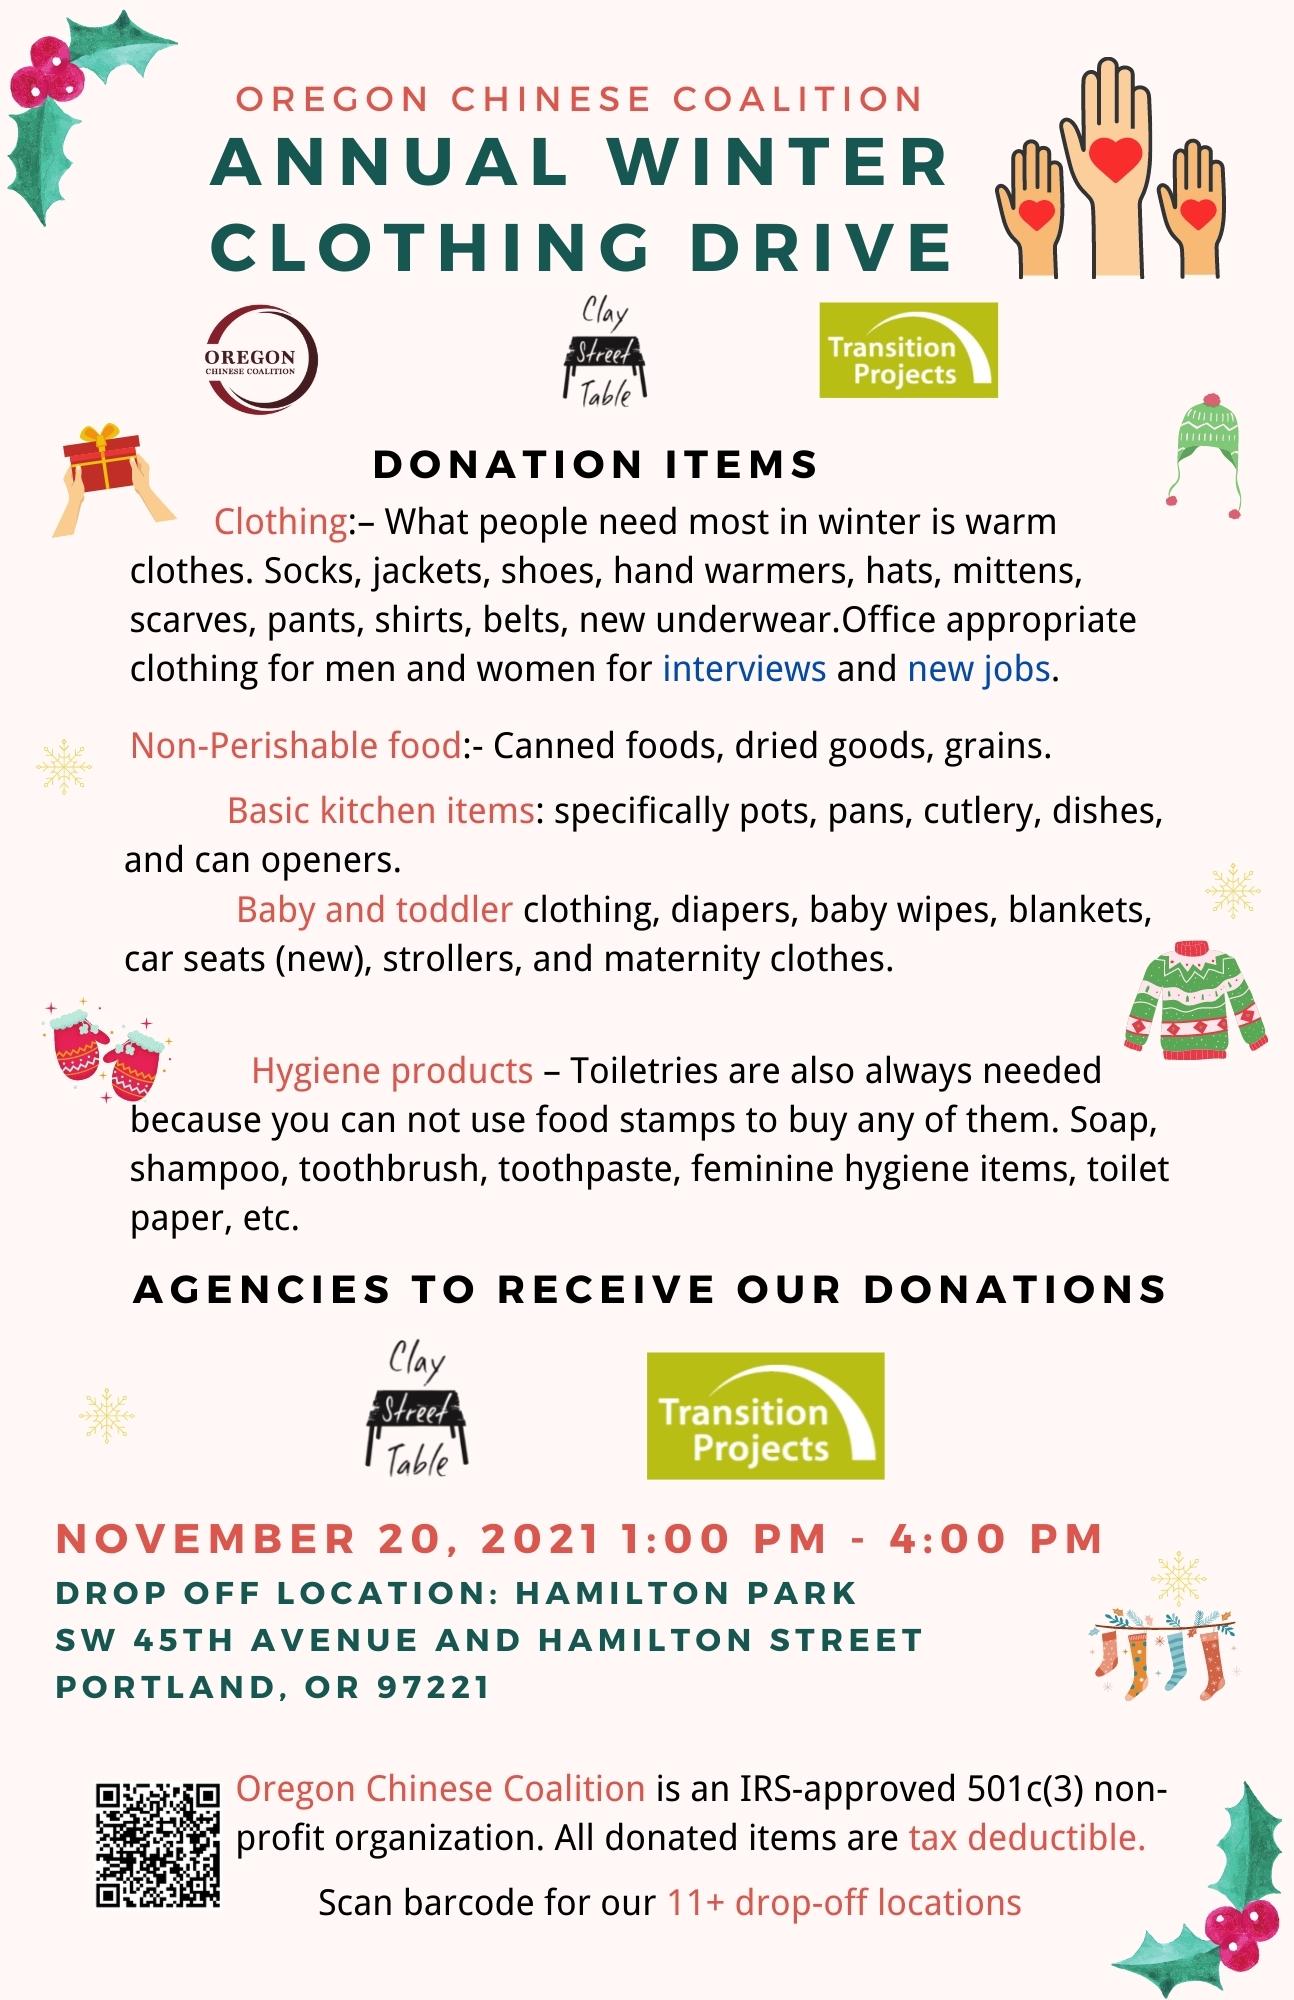 OREGON CHINESE COALITION
ANNUAL WINTER
CLOTHING DRIVE
OREGON
CHINESE COALITION
Clay
Street
Table
Transition
Projects
DONATION ITEMS
Clothing:– What people need most in winter is warm
clothes. Socks, jackets, shoes, hand warmers, hats, mittens,
scarves, pants, shirts, belts, new underwear.Office appropriate
clothing for men and women for interviews and new jobs.
Non-Perishable food:- Canned foods, dried goods, grains.
Basic kitchen items: specifically pots, pans, cutlery, dishes,
and can openers.
Baby and toddler clothing, diapers, baby wipes, blankets,
car seats (new), strollers, and maternity clothes.
Hygiene products – Toiletries are also always needed
because you can not use food stamps to buy any of them. Soap,
shampoo, toothbrush, toothpaste, feminine hygiene items, toilet
paper, etc.
AGENCIES TO RECEIVE OUR DONATIONS
Clay
Street
Table
Transition
Projects
NOVEMBER 20, 2021 1:00 PM - 4:00 PM
DROP OFF LOCATION: HAMILTON PARK
SW 45TH AVENUE AND HAMILTON STREET
PORTLAND, OR 97221
Oregon Chinese Coalition is an IRS-approved 501c(3) non-
profit organization. All donated items are tax deductible.
Scan barcode for our 11+ drop-off locations